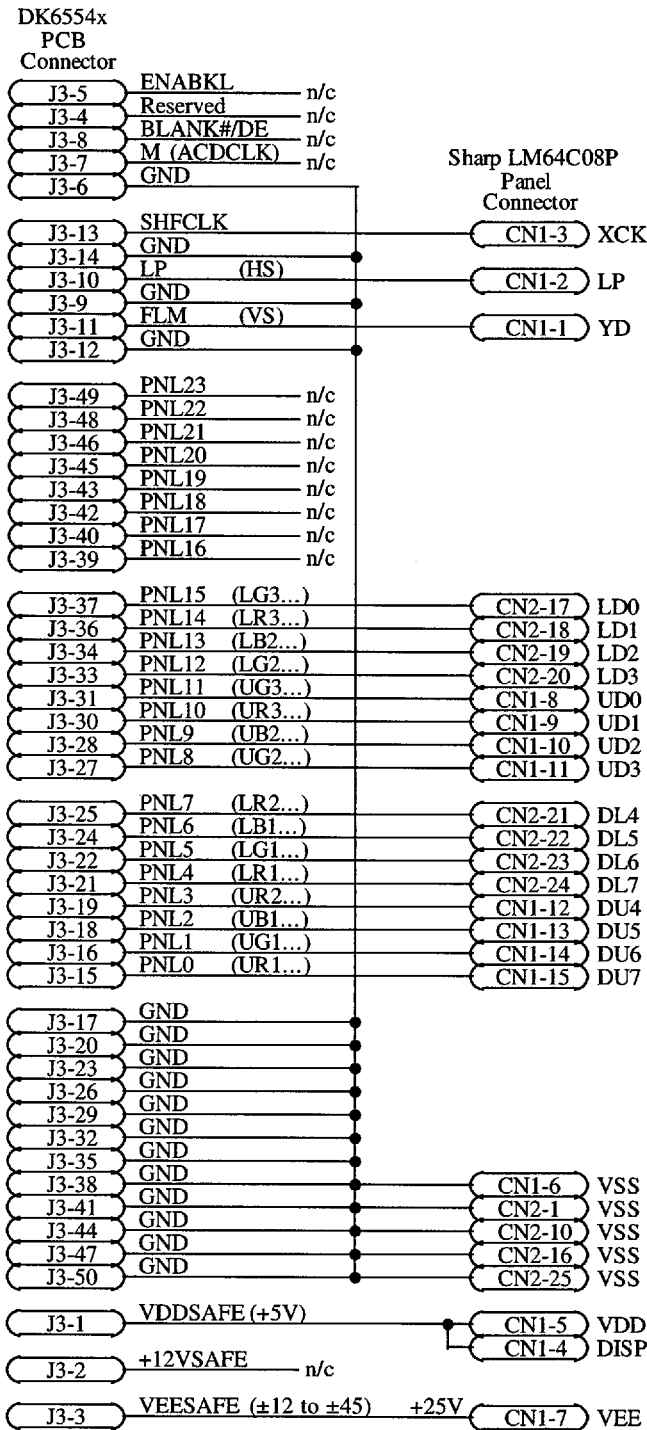 DK6554x
PCB
Connector
J3-5 ENABKL n/c
J3-4 Reserved n/c
J3-8 BLANK#/DE n/c
J3-7 M (ACDCLK) n/c
J3-6 GND
Sharp LM64C08P
Panel
Connector
J3-13 SHFCLK CN1-3 XCK
J3-14 GND
J3-10 LP (HS) CN1-2 LP
J3-9 GND
J3-11 FLM (VS) CN1-1 YD
J3-12 GND
J3-49 PNL23 n/c
J3-48 PNL22 n/c
J3-46 PNL21 n/c
J3-45 PNL20 n/c
J3-43 PNL19 n/c
J3-42 PNL18 n/c
J3-40 PNL17 n/c
J3-39 PNL16 n/c
J3-37 PNL15 (LG3...) CN2-17 LD0
J3-36 PNL14 (LR3...) CN2-18 LD1
J3-34 PNL13 (LB2...) CN2-19 LD2
J3-33 PNL12 (LG2...) CN2-20 LD3
J3-31 PNL11 (UG3...) CN1-8 UD0
J3-30 PNL10 (UR3...) CN1-9 UD1
J3-28 PNL9 (UB2...) CN1-10 UD2
J3-27 PNL8 (UG2...) CN1-11 UD3
J3-25 PNL7 (LR2...) CN2-21 DL4
J3-24 PNL6 (LB1...) CN2-22 DL5
J3-22 PNL5 (LG1...) CN2-23 DL6
J3-21 PNL4 (LR1...) CN2-24 DL7
J3-19 PNL3 (UR2...) CN1-12 DU4
J3-18 PNL2 (UB1...) CN1-13 DU5
J3-16 PNL1 (UG1...) CN1-14 DU6
J3-15 PNL0 (UR1...) CN1-15 DU7
J3-17 GND
J3-20 GND
J3-23 GND
J3-26 GND
J3-29 GND
J3-32 GND
J3-35 GND
J3-38 GND CN1-6 VSS
J3-41 GND CN2-1 VSS
J3-44 GND CN2-10 VSS
J3-47 GND CN2-16 VSS
J3-50 GND CN2-25 VSS
J3-1 VDDSAFE (+5V) CN1-5 VDD
CN1-4 DISP
J3-2 +12VSAFE n/c
J3-3 VEESAFE (±12 to ±45) +25V CN1-7 VEE